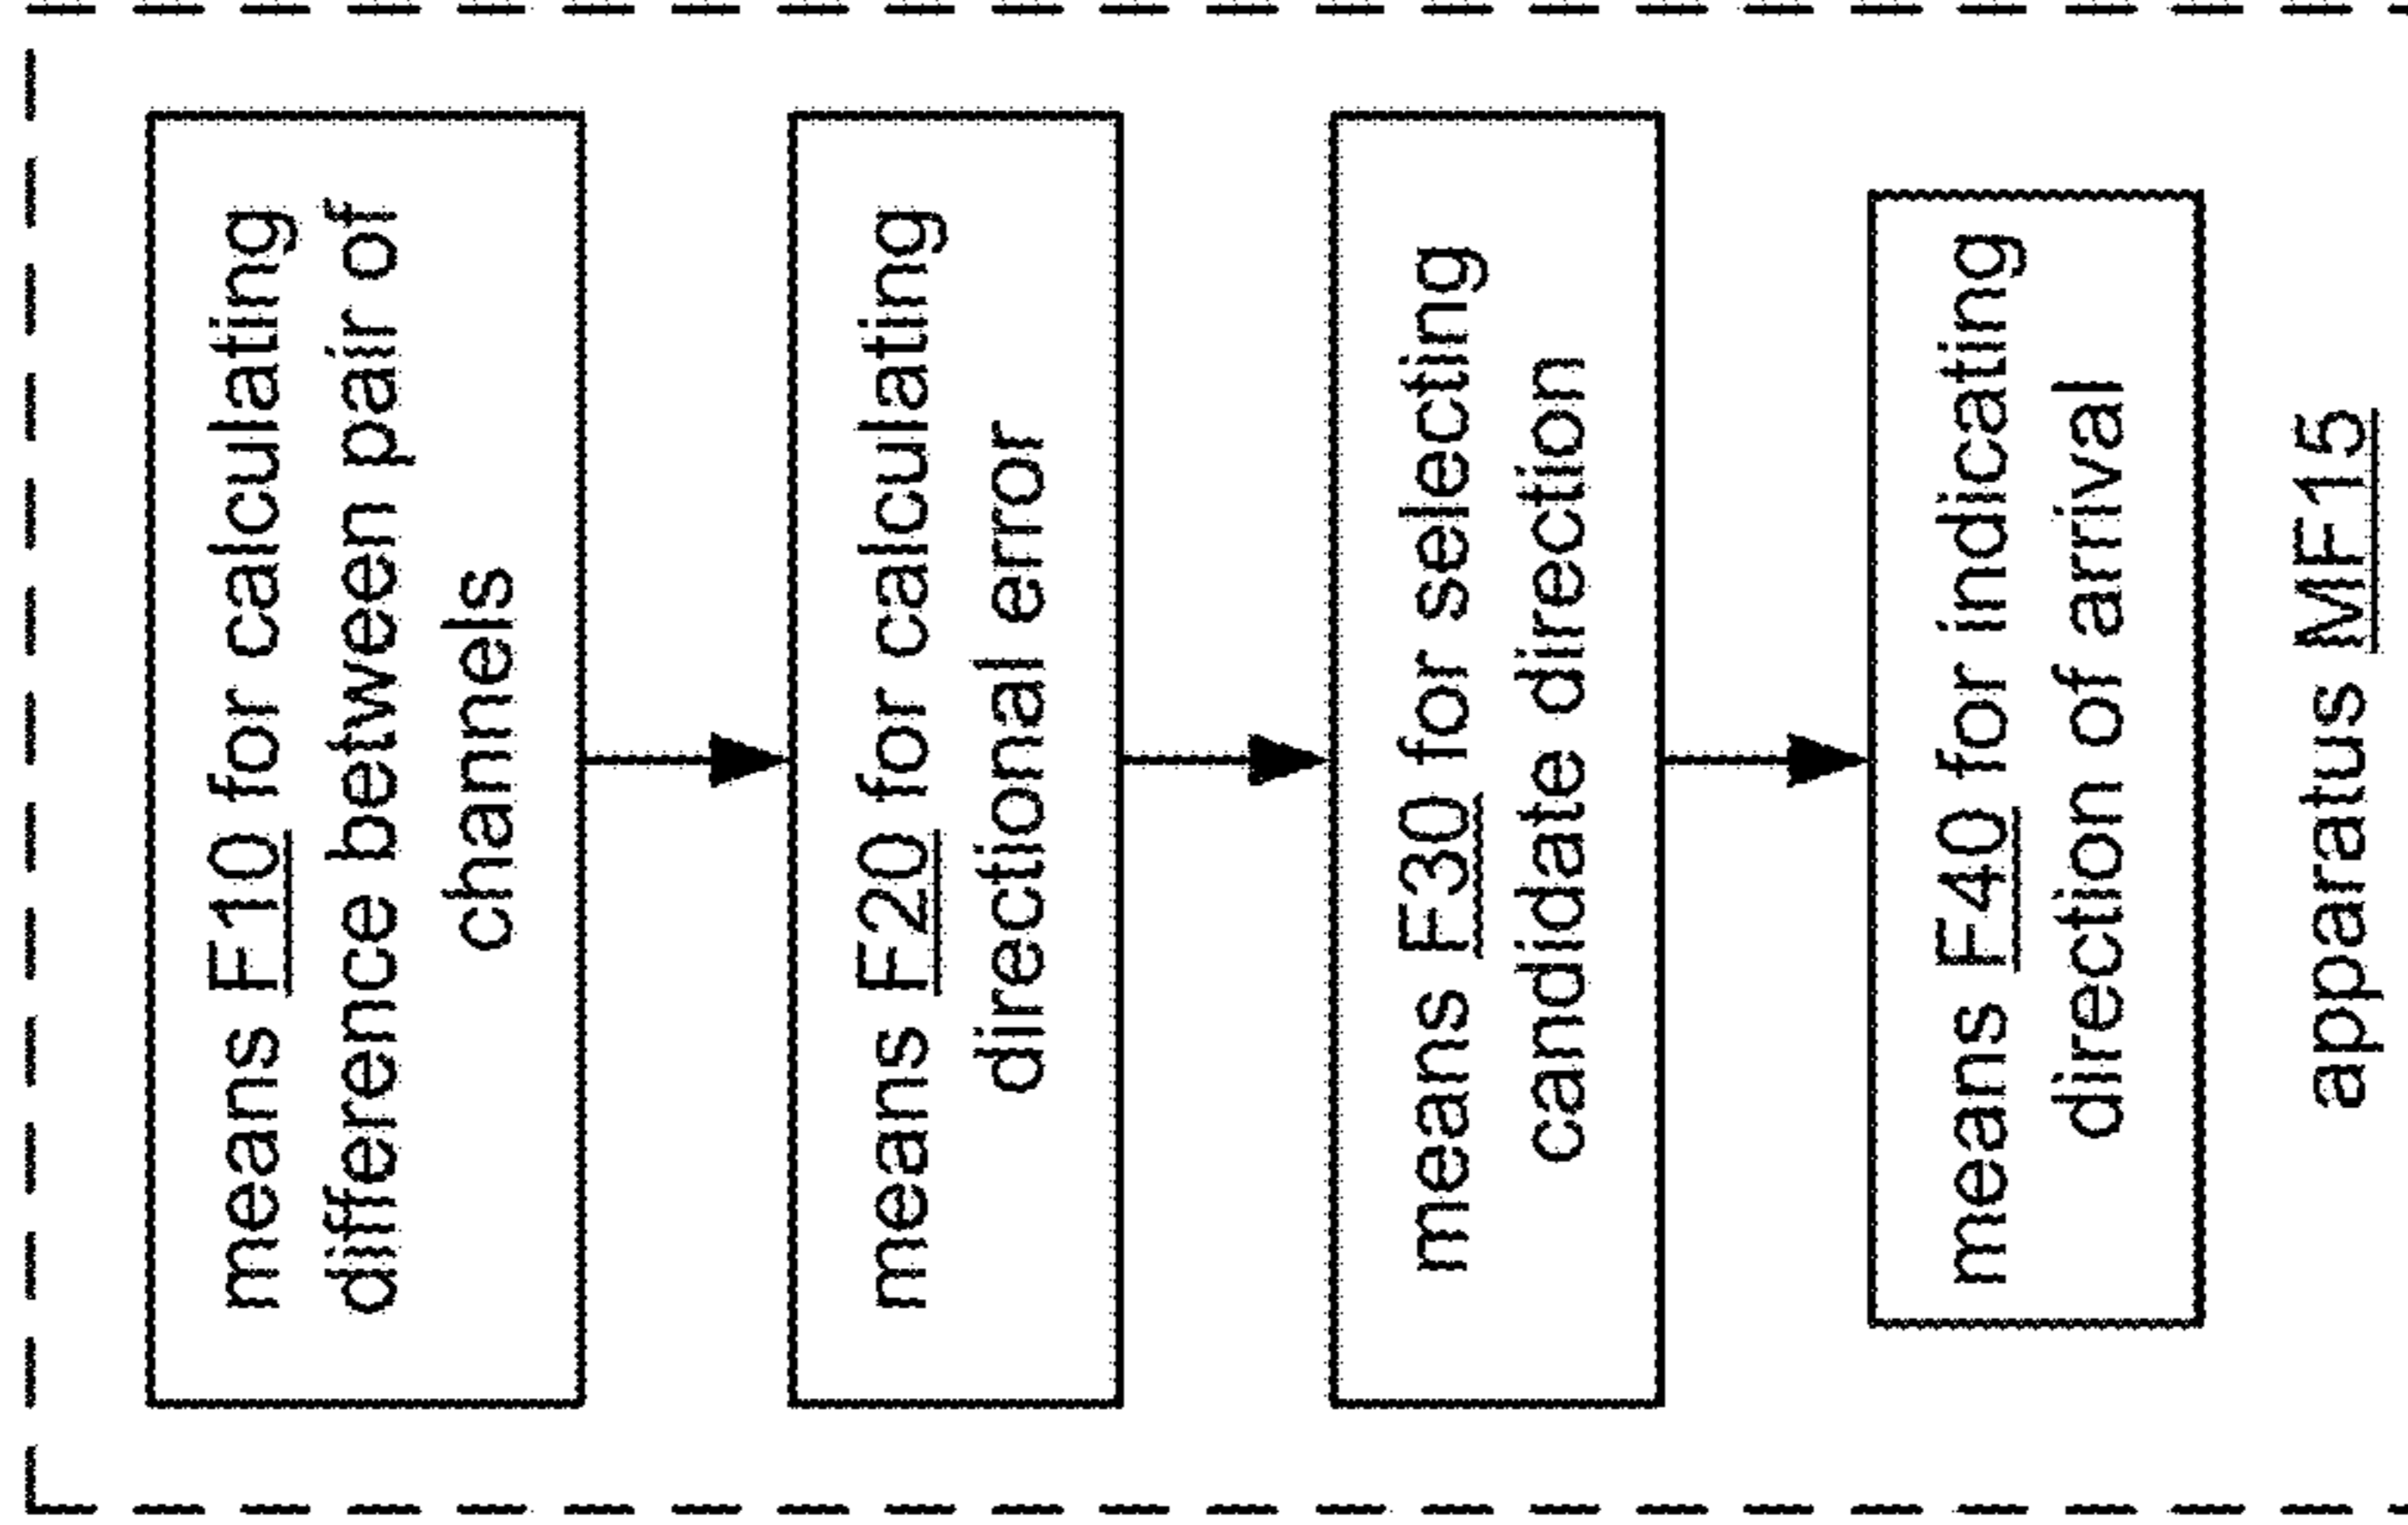 means F10 for calculating
difference between pair of
channels
means F20 for calculating
directional error
means F30 for selecting
candidate direction
means F40 for indicating
direction of arrival
apparatus MF15